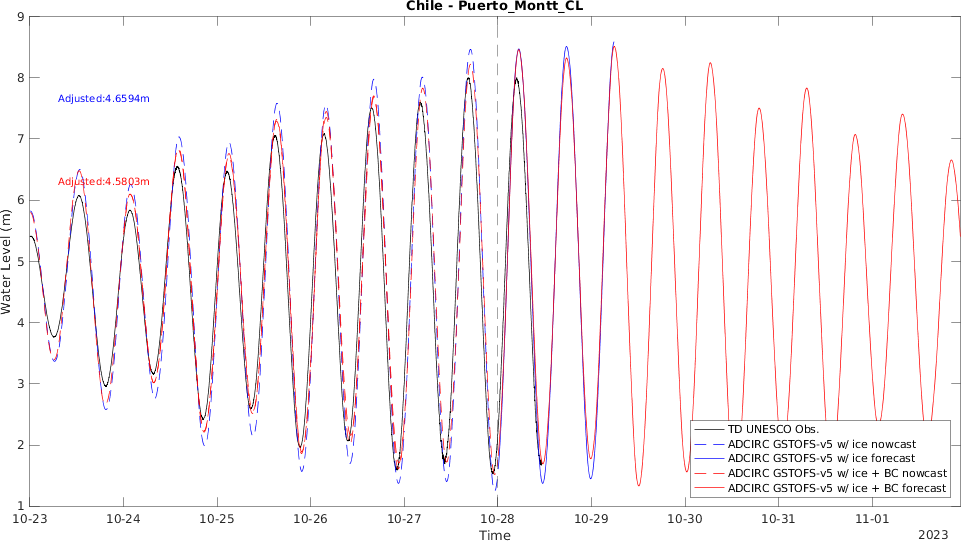 Chile - Puerto_Montt_CL
9
8
7
6
5
4
3
2
1
Water Level (m)
Adjusted:4.6594m
Adjusted:4.5803m
TD UNESCO Obs.
ADCIRC GSTOFS-v5 w/ ice nowcast
ADCIRC GSTOFS-v5 w/ ice forecast
ADCIRC GSTOFS-v5 w/ ice + BC nowcast
ADCIRC GSTOFS-v5 w/ ice + BC forecast
10-23 10-24 10-25 10-26 10-27 10-28 10-29 10-30 10-31 11-01
Time
2023